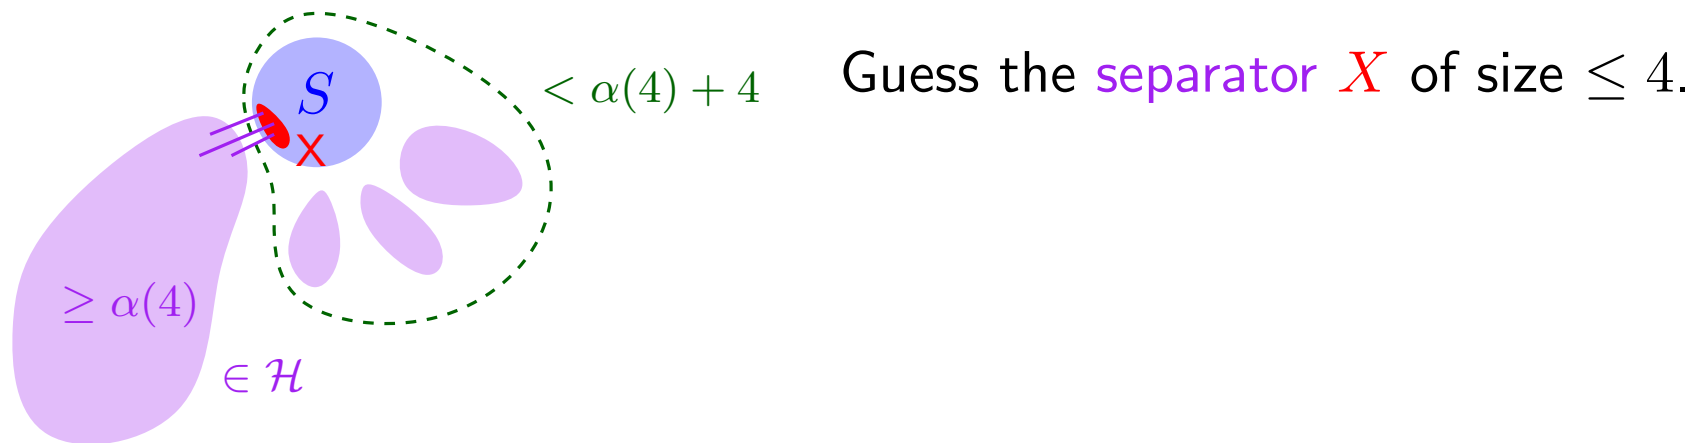 S
X
< α(4) + 4
≥ α(4)
∈ ℋ
Guess the separator X of size ≤ 4.